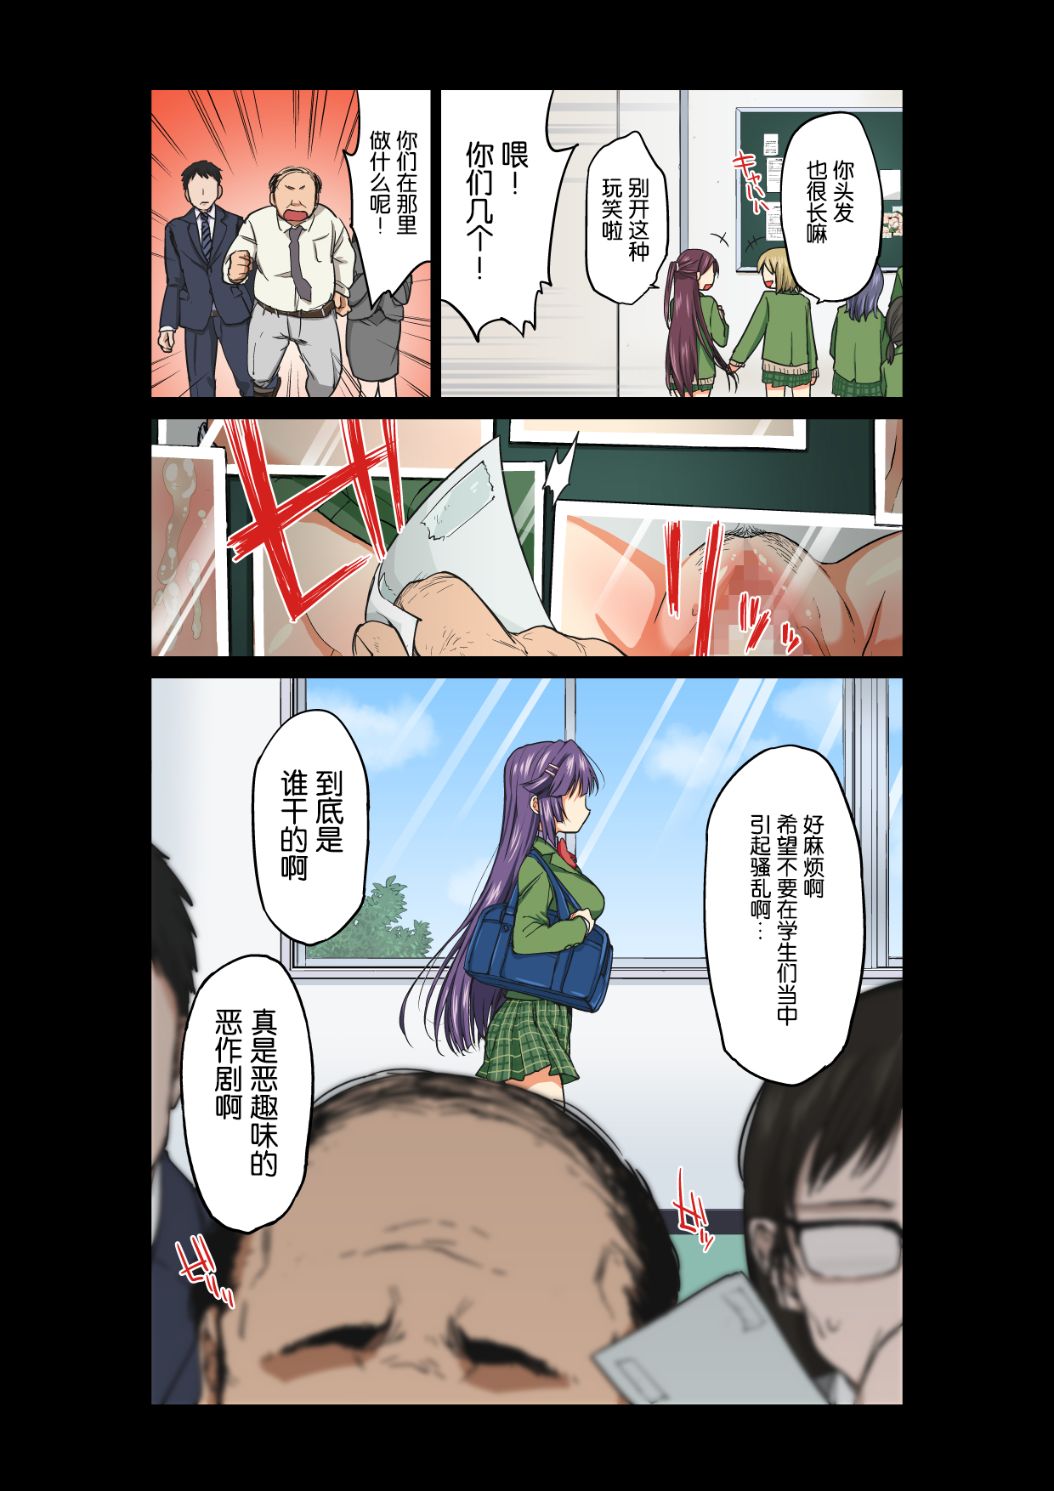 你头发
也很长嘛
キャハハ
别开这种
玩笑啦
喂！
你们几个！
你们在那里
做什么呢！
好麻烦啊
希望不要在学生们当中
引起骚乱啊…
到底是
谁干的啊
真是恶趣味的
恶作剧啊